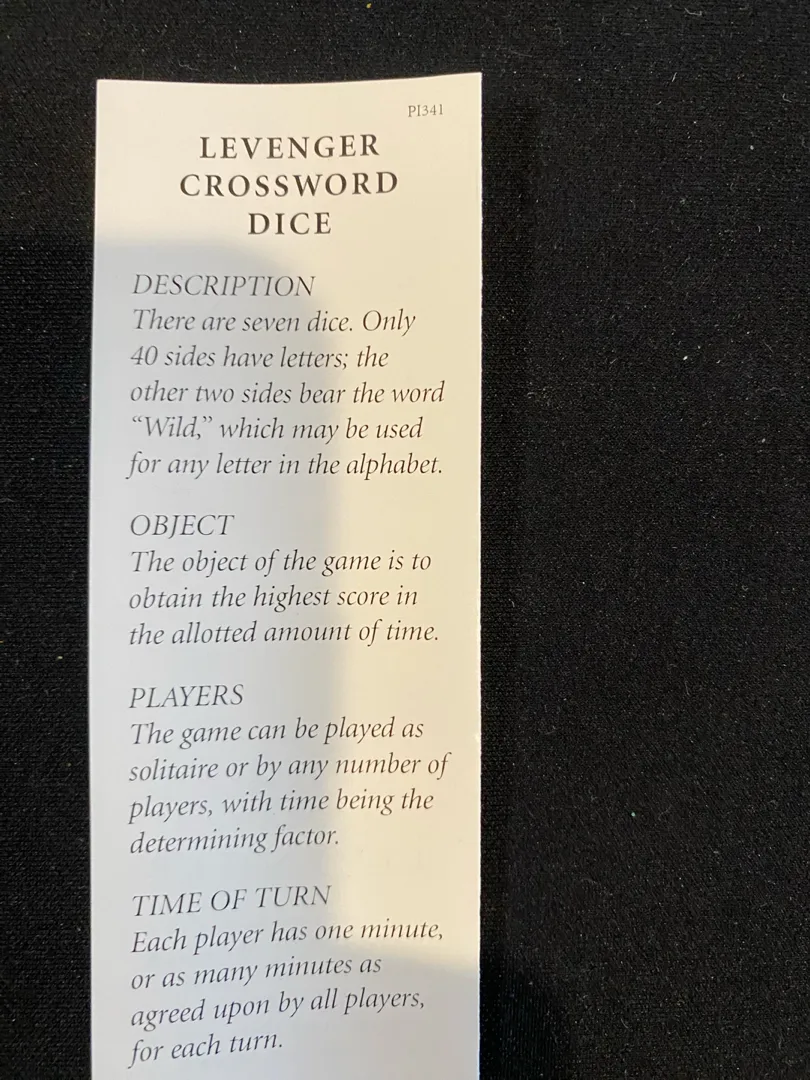 PI341
LEVENGER
CROSSWORD
DICE
DESCRIPTION
There are seven dice. Only
40 sides have letters; the
other two sides bear the word
“Wild,” which may be used
for any letter in the alphabet.
OBJECT
The object of the game is to
obtain the highest score in
the allotted amount of time.
PLAYERS
The game can be played as
solitaire or by any number of
players, with time being the
determining factor.
TIME OF TURN
Each player has one minute,
or as many minutes as
agreed upon by all players,
for each turn.